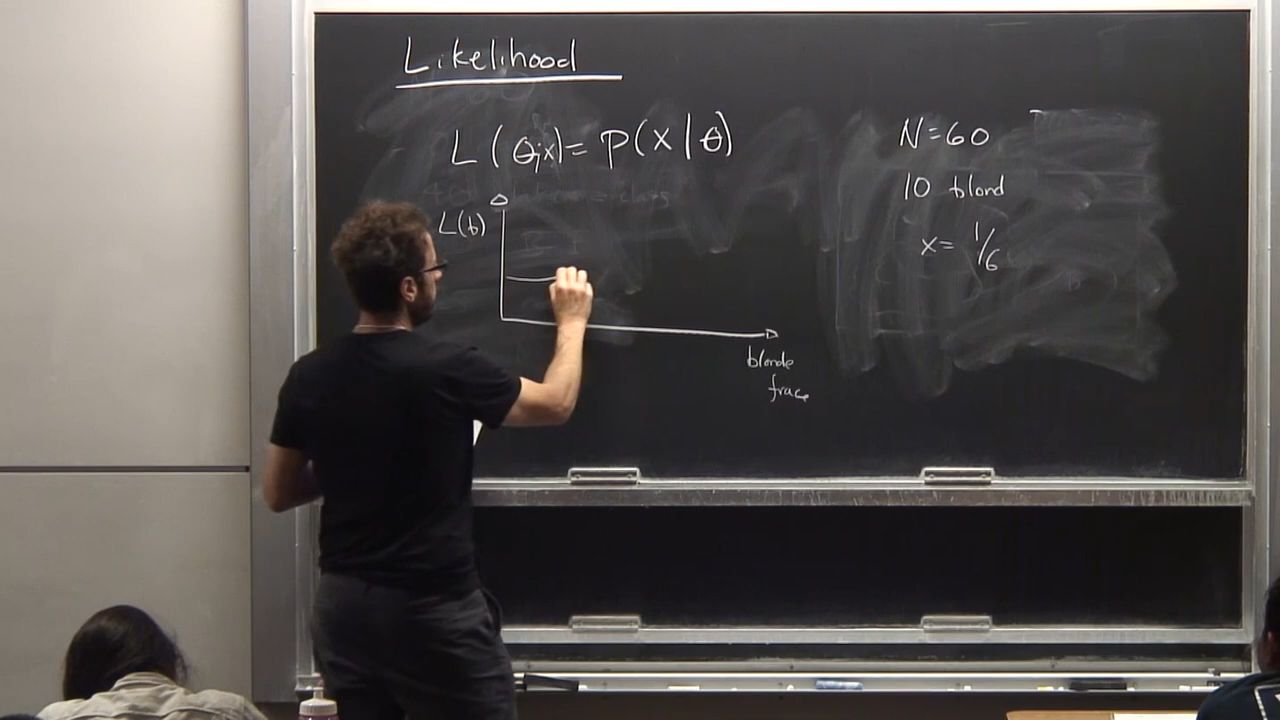 Likelihood
L(θ;x)=P(x|θ)
L(b)
blonde
frac
N=60
10 blond
x= 1/6